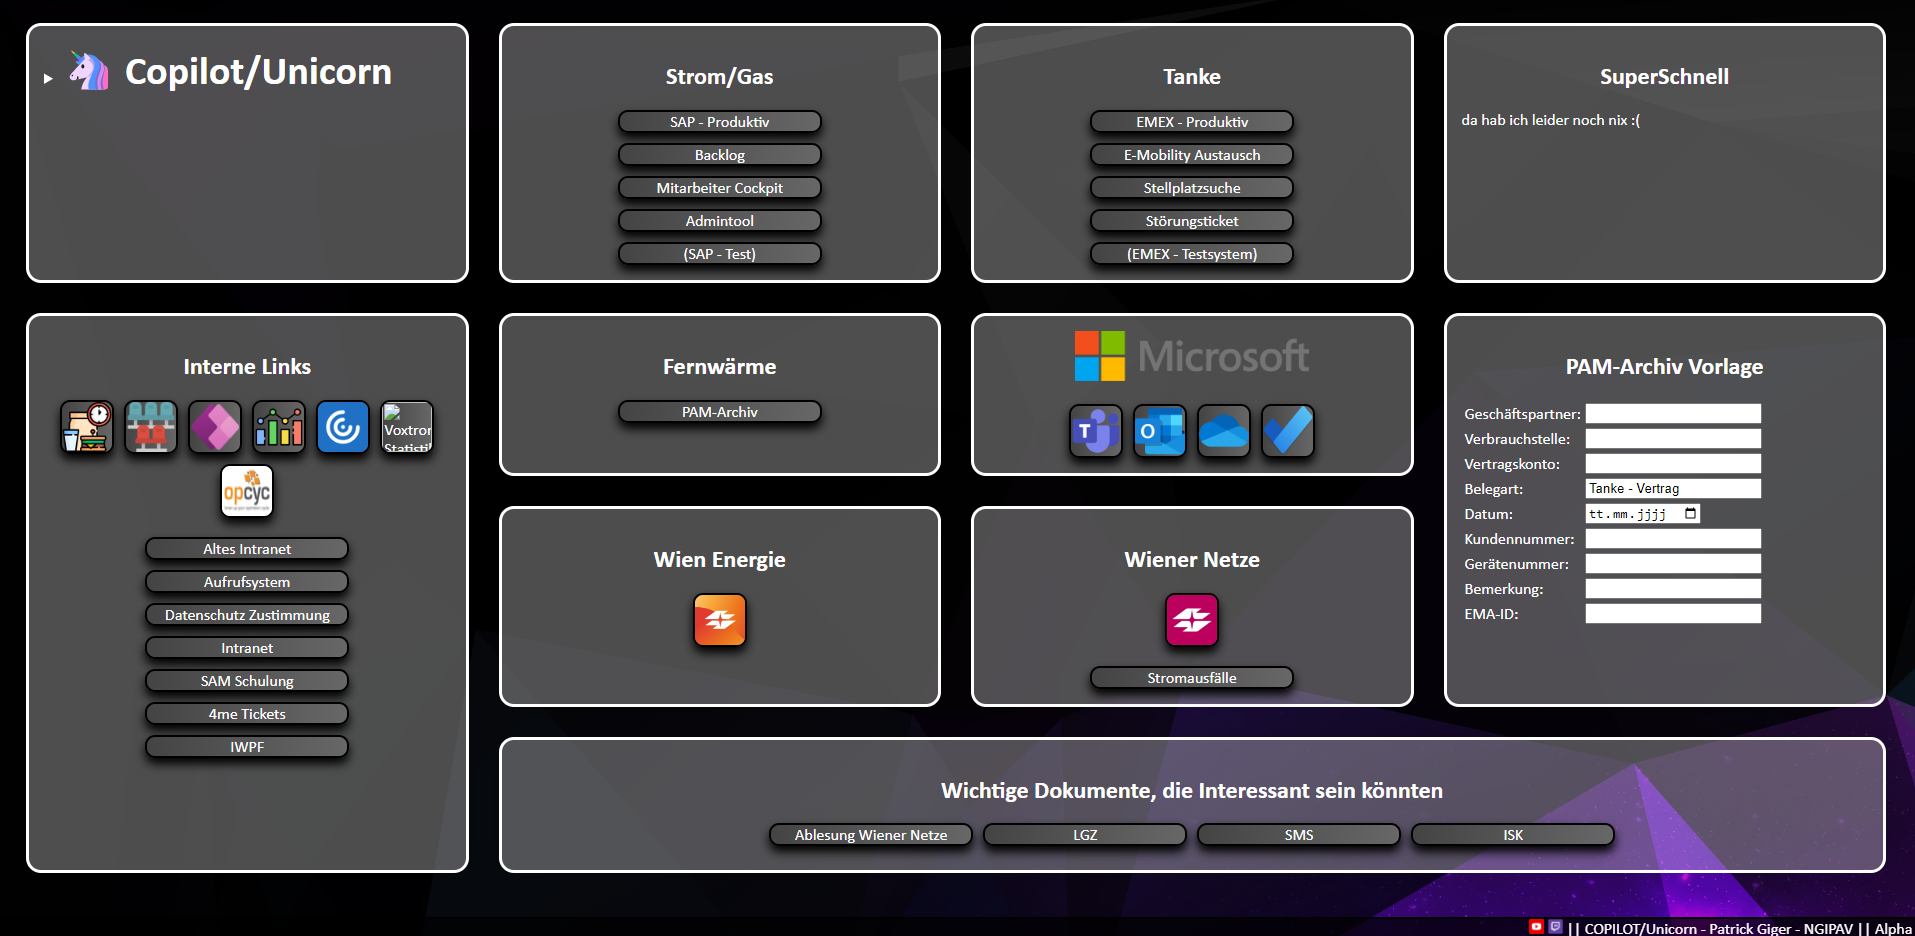 Copilot/Unicorn
Strom/Gas
SAP - Produktiv
Backlog
Mitarbeiter Cockpit
Admintool
(SAP - Test)
Tanke
EMEX - Produktiv
E-Mobility Austausch
Stellplatzsuche
Störungsticket
(EMEX - Testsystem)
SuperSchnell
da hab ich leider noch nix :(
Interne Links
Voxtron
Statisti
opcyc
Altes Intranet
Aufrufsystem
Datenschutz Zustimmung
Intranet
SAM Schulung
4me Tickets
IWPF
Fernwärme
PAM-Archiv
Microsoft
T
O
Wien Energie
Wiener Netze
Stromausfälle
PAM-Archiv Vorlage
Geschäftspartner:
Verbrauchstelle:
Vertragskonto:
Belegart: Tanke - Vertrag
Datum: tt.mm.jjjj
Kundennummer:
Gerätenummer:
Bemerkung:
EMA-ID:
Wichtige Dokumente, die Interessant sein könnten
Ablesung Wiener Netze
LGZ
SMS
ISK
|| COPILOT/Unicorn - Patrick Giger - NGIPAV || Alpha